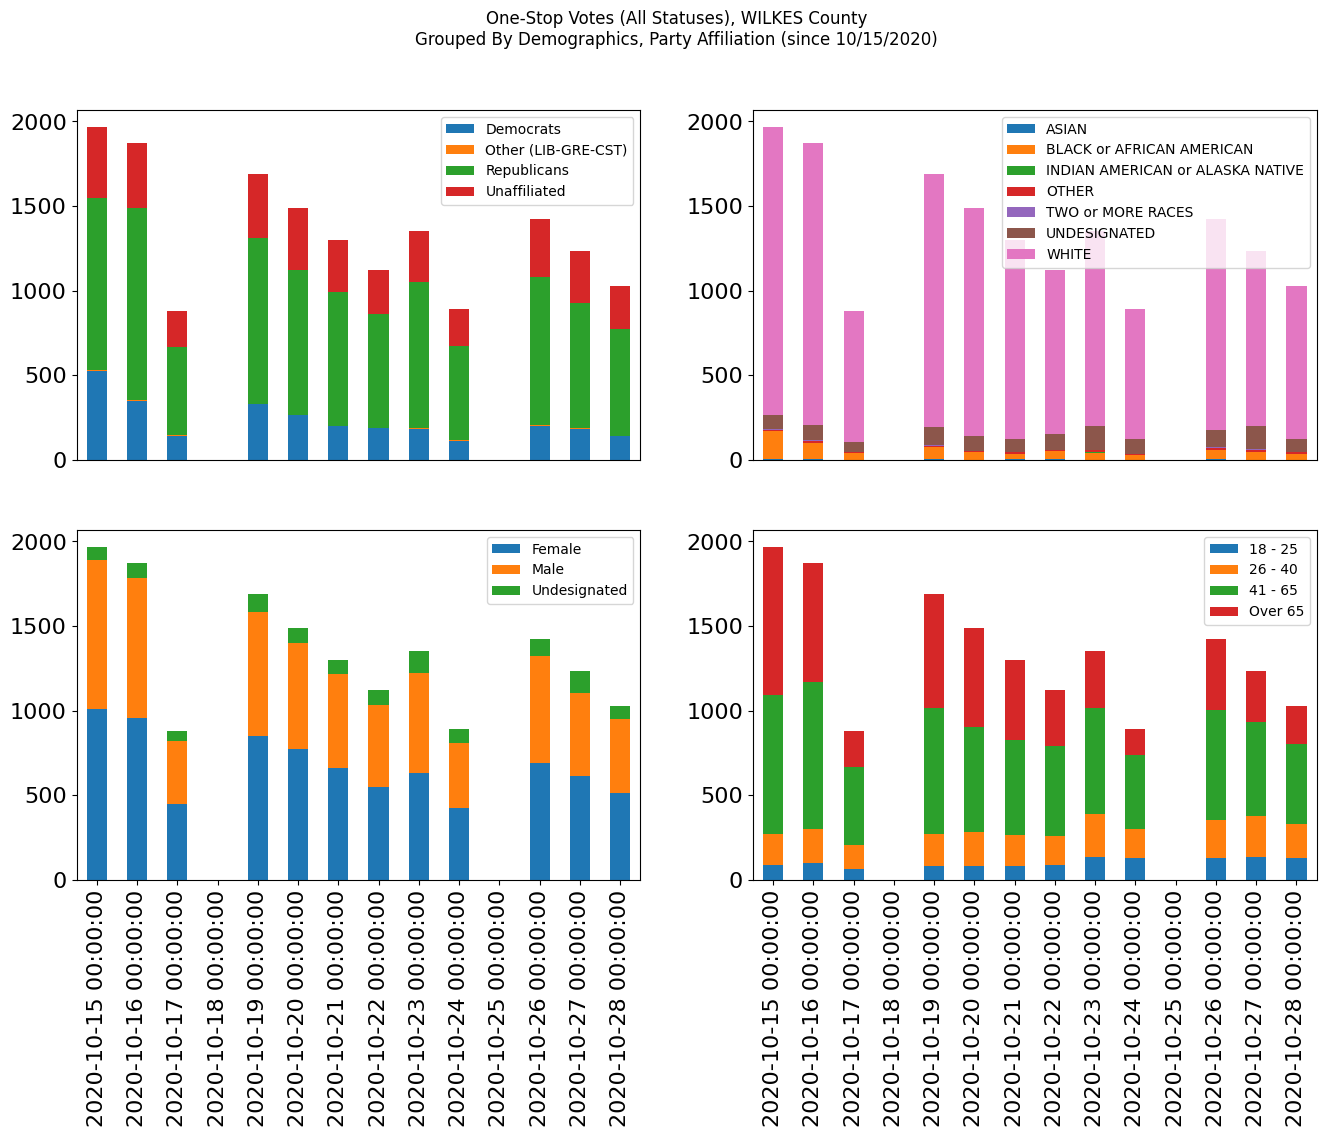 One-Stop Votes (All Statuses), WILKES County
Grouped By Demographics, Party Affiliation (since 10/15/2020)
2000
1500
1000
500
0
Democrats
Other (LIB-GRE-CST)
Republicans
Unaffiliated
2000
1500
1000
500
0
ASIAN
BLACK or AFRICAN AMERICAN
INDIAN AMERICAN or ALASKA NATIVE
OTHER
TWO or MORE RACES
UNDESIGNATED
WHITE
2000
1500
1000
500
0
Female
Male
Undesignated
2020-10-15 00:00:00
2020-10-16 00:00:00
2020-10-17 00:00:00
2020-10-18 00:00:00
2020-10-19 00:00:00
2020-10-20 00:00:00
2020-10-21 00:00:00
2020-10-22 00:00:00
2020-10-23 00:00:00
2020-10-24 00:00:00
2020-10-25 00:00:00
2020-10-26 00:00:00
2020-10-27 00:00:00
2020-10-28 00:00:00
2000
1500
1000
500
0
18 - 25
26 - 40
41 - 65
Over 65
2020-10-15 00:00:00
2020-10-16 00:00:00
2020-10-17 00:00:00
2020-10-18 00:00:00
2020-10-19 00:00:00
2020-10-20 00:00:00
2020-10-21 00:00:00
2020-10-22 00:00:00
2020-10-23 00:00:00
2020-10-24 00:00:00
2020-10-25 00:00:00
2020-10-26 00:00:00
2020-10-27 00:00:00
2020-10-28 00:00:00